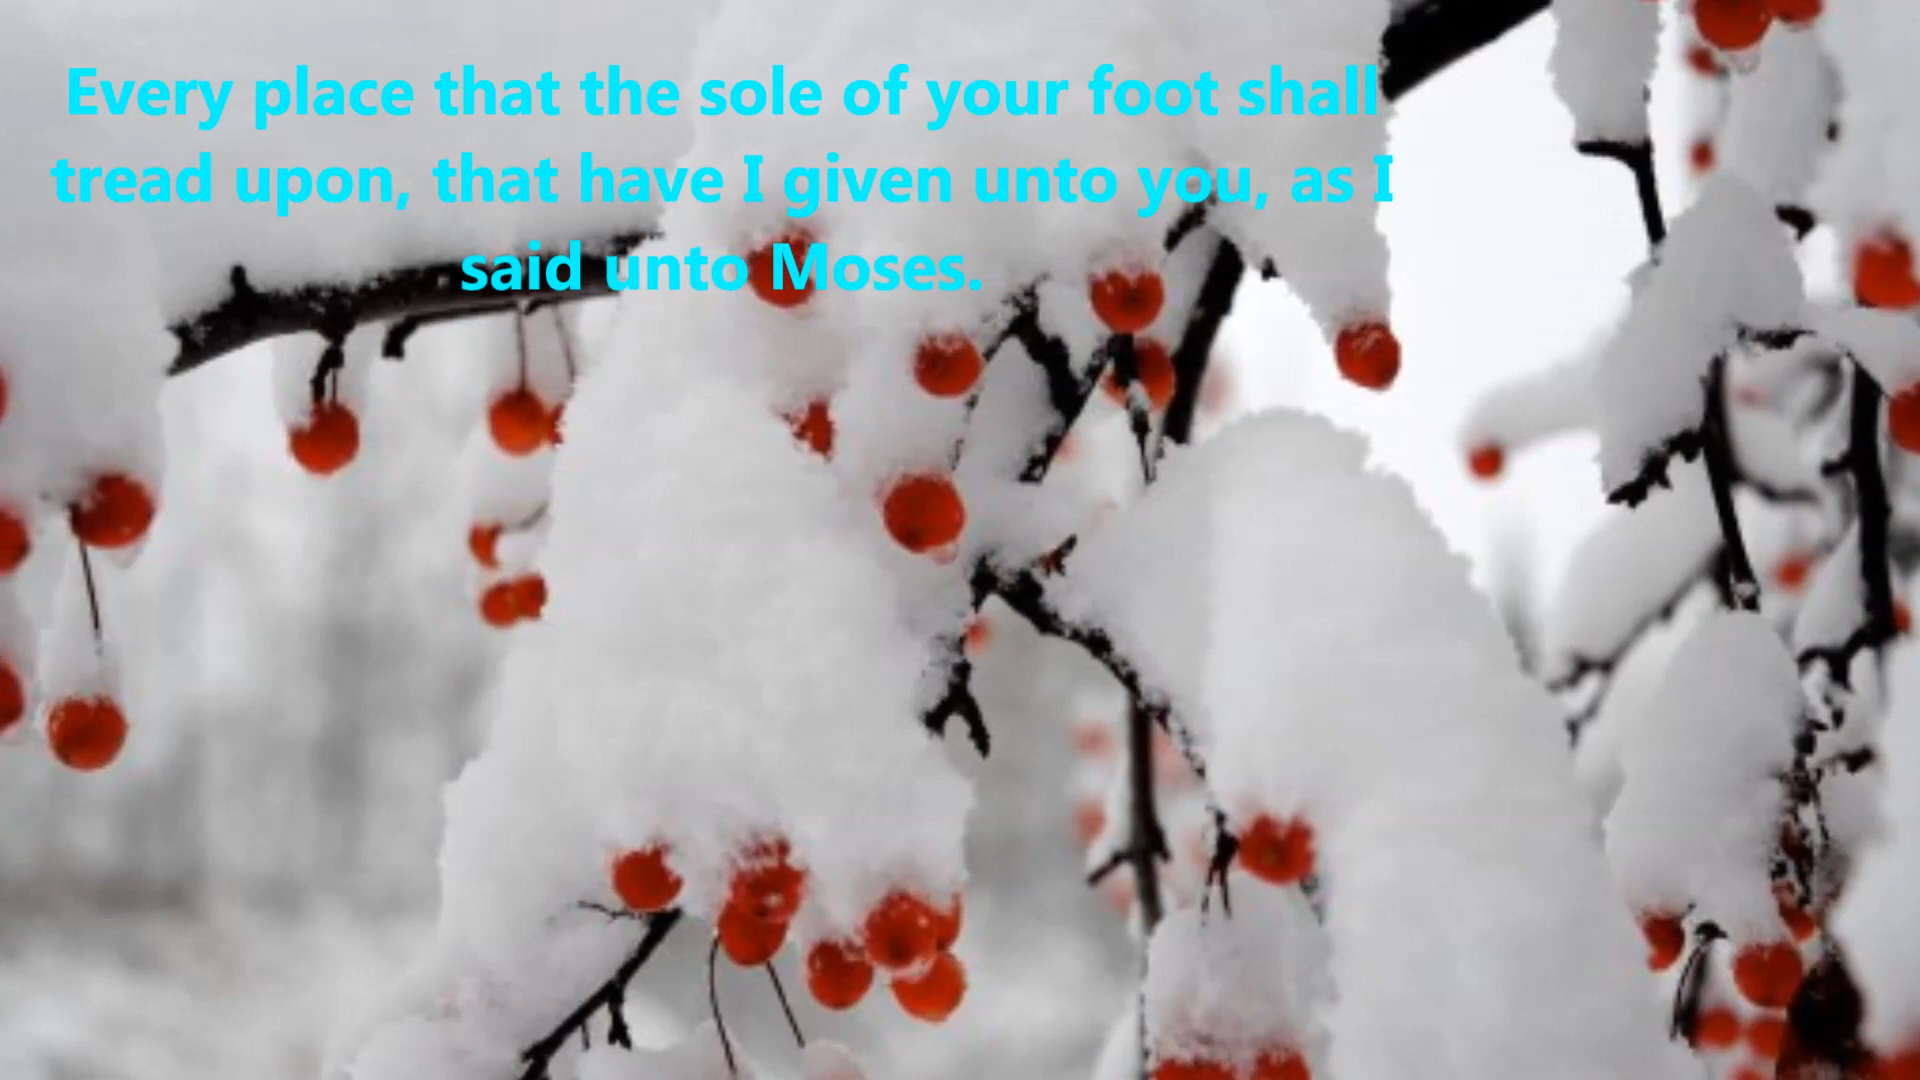 Every place that the sole of your foot shall
tread upon, that have I given unto you, as I
said unto Moses.